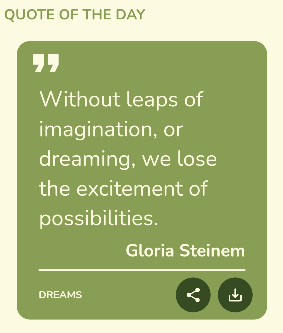 QUOTE OF THE DAY
”
Without leaps of
imagination, or
dreaming, we lose
the excitement of
possibilities.
Gloria Steinem
DREAMS